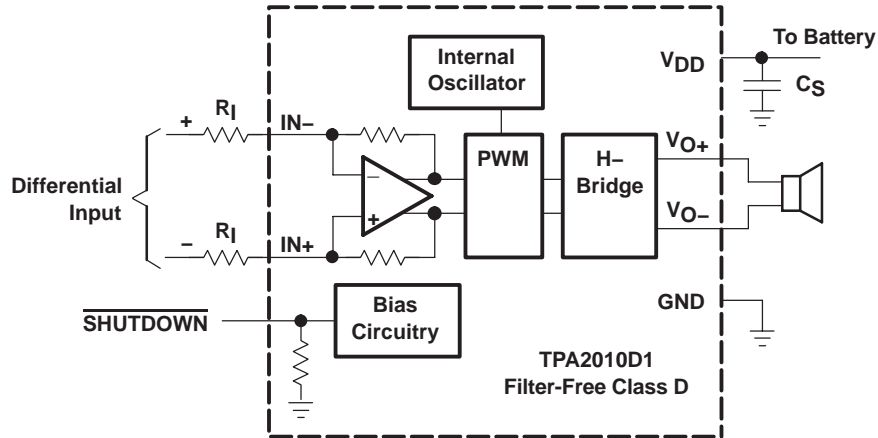 To Battery
Internal
Oscillator
VDD
CS
+
RI
IN−
PWM
H−
Bridge
VO+
−
Differential
Input
+
VO−
−
RI
IN+
GND
SHUTDOWN
Bias
Circuitry
TPA2010D1
Filter-Free Class D